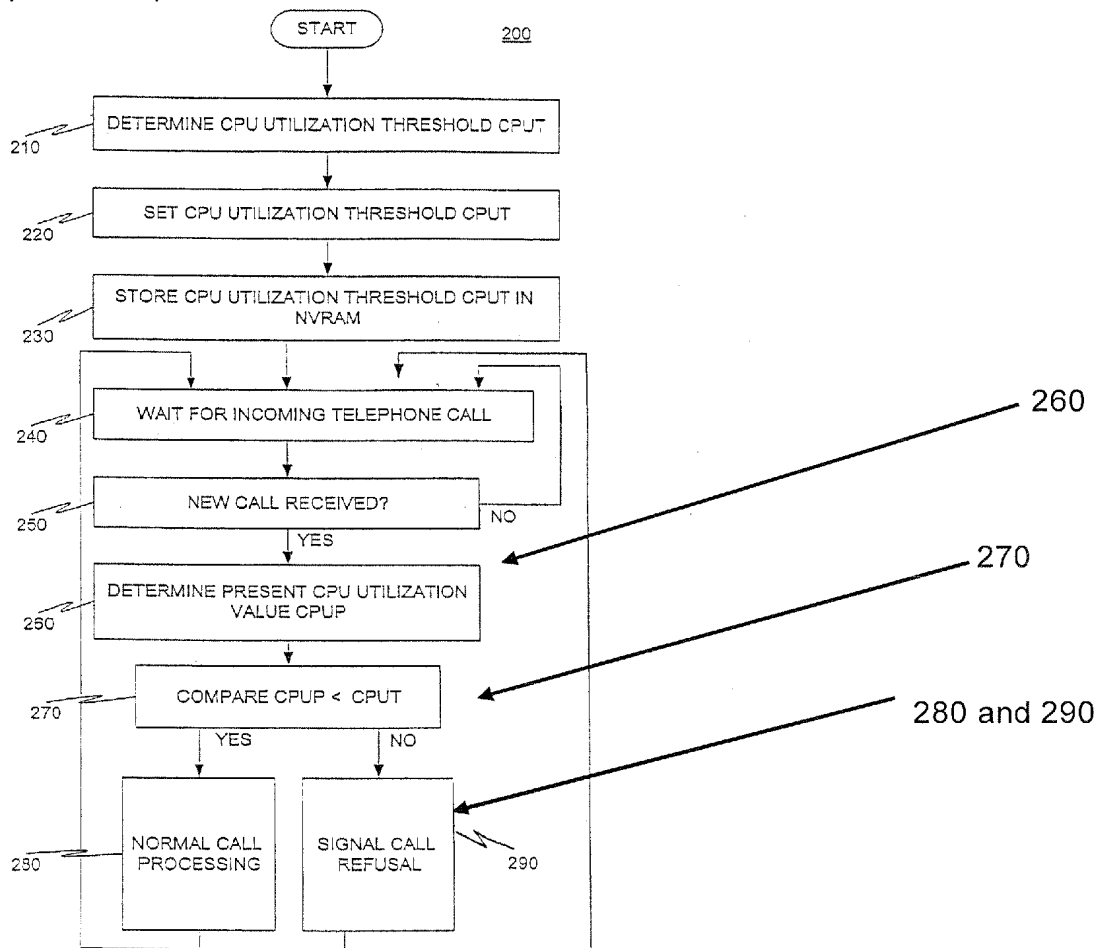 START
200
DETERMINE CPU UTILIZATION THRESHOLD CPUT
210
SET CPU UTILIZATION THRESHOLD CPUT
220
STORE CPU UTILIZATION THRESHOLD CPUT IN
NVRAM
230
WAIT FOR INCOMING TELEPHONE CALL
240
260
NEW CALL RECEIVED?
250
NO
YES
270
DETERMINE PRESENT CPU UTILIZATION
VALUE CPUP
260
COMPARE CPUP < CPUT
270
280 and 290
YES
NO
NORMAL CALL
PROCESSING
280
SIGNAL CALL
REFUSAL
290